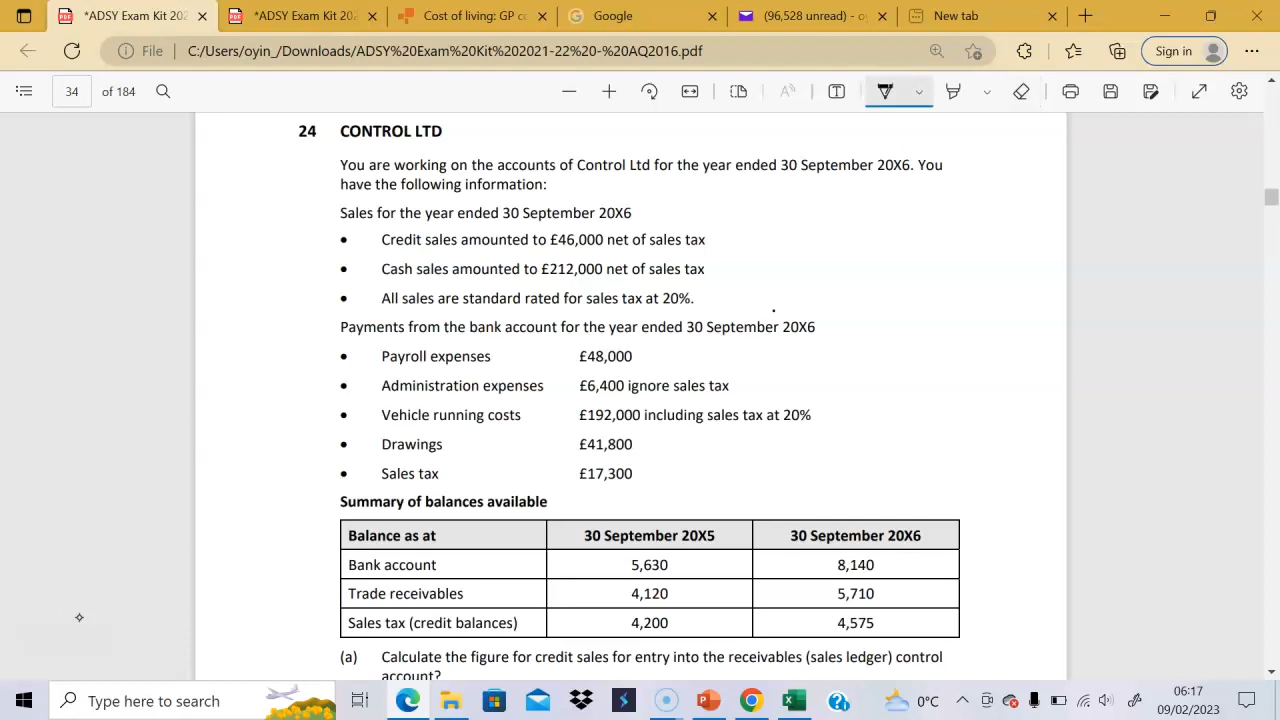 *ADSY Exam Kit 202
*ADSY Exam Kit 202
Cost of living: GP c
Google
(96,528 unread) - o
New tab
File
C:/Users/oyin_/Downloads/ADSY%20Exam%20Kit%202021-22%20-%20AQ2016.pdf
Sign in
34 of 184
24 CONTROL LTD
You are working on the accounts of Control Ltd for the year ended 30 September 20X6. You
have the following information:
Sales for the year ended 30 September 20X6
• Credit sales amounted to £46,000 net of sales tax
• Cash sales amounted to £212,000 net of sales tax
• All sales are standard rated for sales tax at 20%.
Payments from the bank account for the year ended 30 September 20X6
• Payroll expenses £48,000
• Administration expenses £6,400 ignore sales tax
• Vehicle running costs £192,000 including sales tax at 20%
• Drawings £41,800
• Sales tax £17,300
Summary of balances available
Balance as at 30 September 20X5 30 September 20X6
Bank account 5,630 8,140
Trade receivables 4,120 5,710
Sales tax (credit balances) 4,200 4,575
(a) Calculate the figure for credit sales for entry into the receivables (sales ledger) control
account?
Type here to search
0°C
06:17
09/02/2023